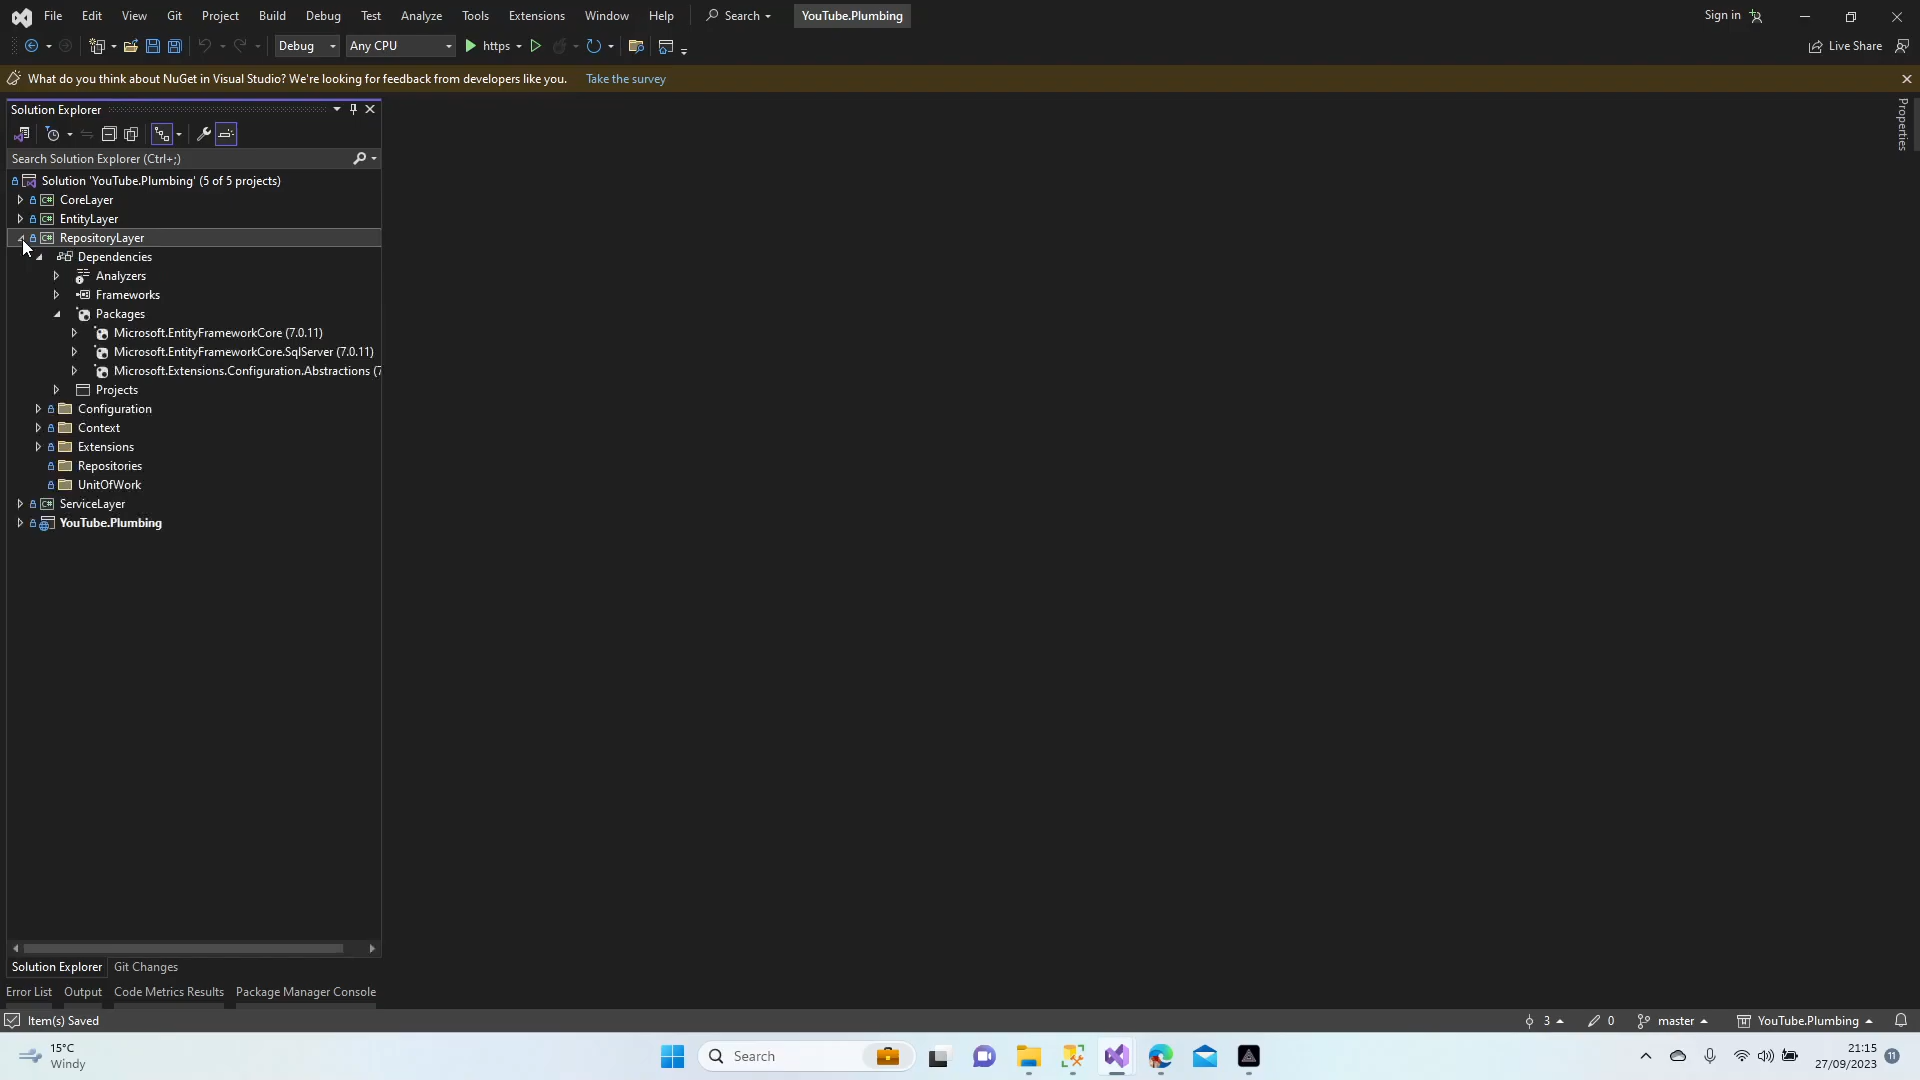 File Edit View Git Project Build Debug Test Analyze Tools Extensions Window Help Search YouTube.Plumbing Sign in
Debug Any CPU https Live Share
What do you think about NuGet in Visual Studio? We're looking for feedback from developers like you. Take the survey
Solution Explorer
Properties
Search Solution Explorer (Ctrl+;)
Solution 'YouTube.Plumbing' (5 of 5 projects)
C# CoreLayer
C# EntityLayer
C# RepositoryLayer
Dependencies
Analyzers
Frameworks
Packages
Microsoft.EntityFrameworkCore (7.0.11)
Microsoft.EntityFrameworkCore.SqlServer (7.0.11)
Microsoft.Extensions.Configuration.Abstractions (7
Projects
Configuration
Context
Extensions
Repositories
UnitOfWork
C# ServiceLayer
YouTube.Plumbing
Solution Explorer Git Changes
Error List Output Code Metrics Results Package Manager Console
Item(s) Saved 3 0 master YouTube.Plumbing
15°C
Windy
Search
21:15
27/09/2023
11